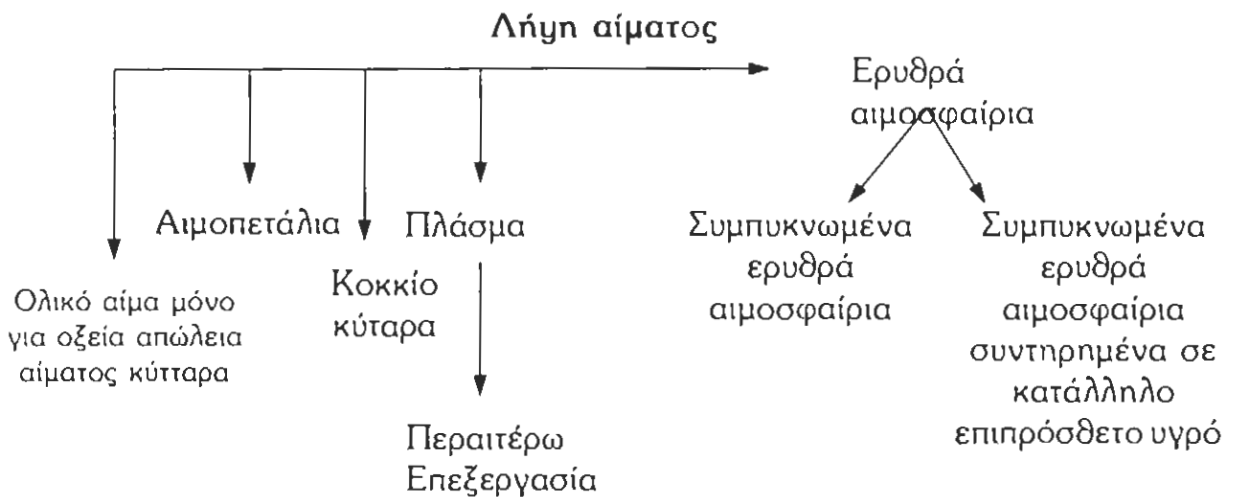 Λήψη αίματος
Ερυθρά
αιμοσφαίρια
Αιμοπετάλια
Πλάσμα
Συμπυκνωμένα
ερυθρά
αιμοσφαίρια
Συμπυκνωμένα
ερυθρά
αιμοσφαίρια
συντηρημένα σε
κατάλληλο
επιπρόσθετο υγρό
Κοκκίο
κύταρα
Ολικό αίμα μόνο
για οξεία απώλεια
αίματος κύτταρα
Περαιτέρω
Επεξεργασία